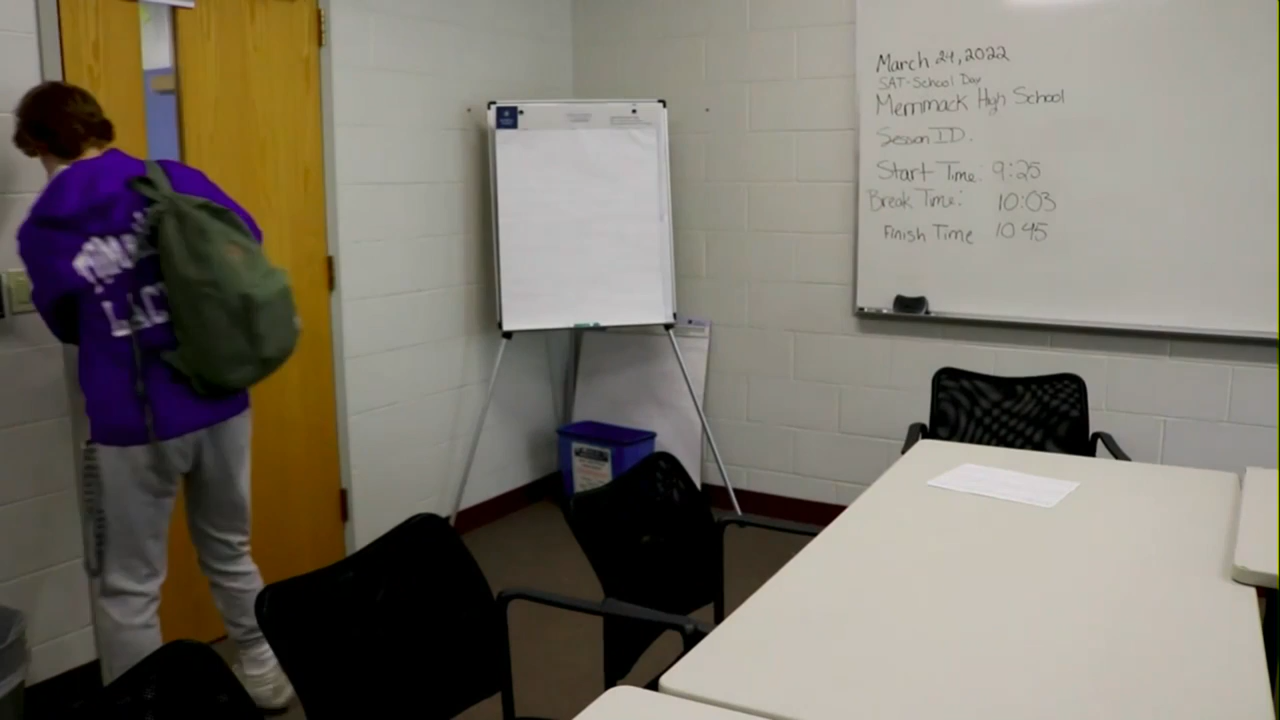 March 24, 2022
SAT-School Day
Merrimack High School
Session ID.
Start Time: 9:25
Break Time: 10:03
Finish Time 10 45